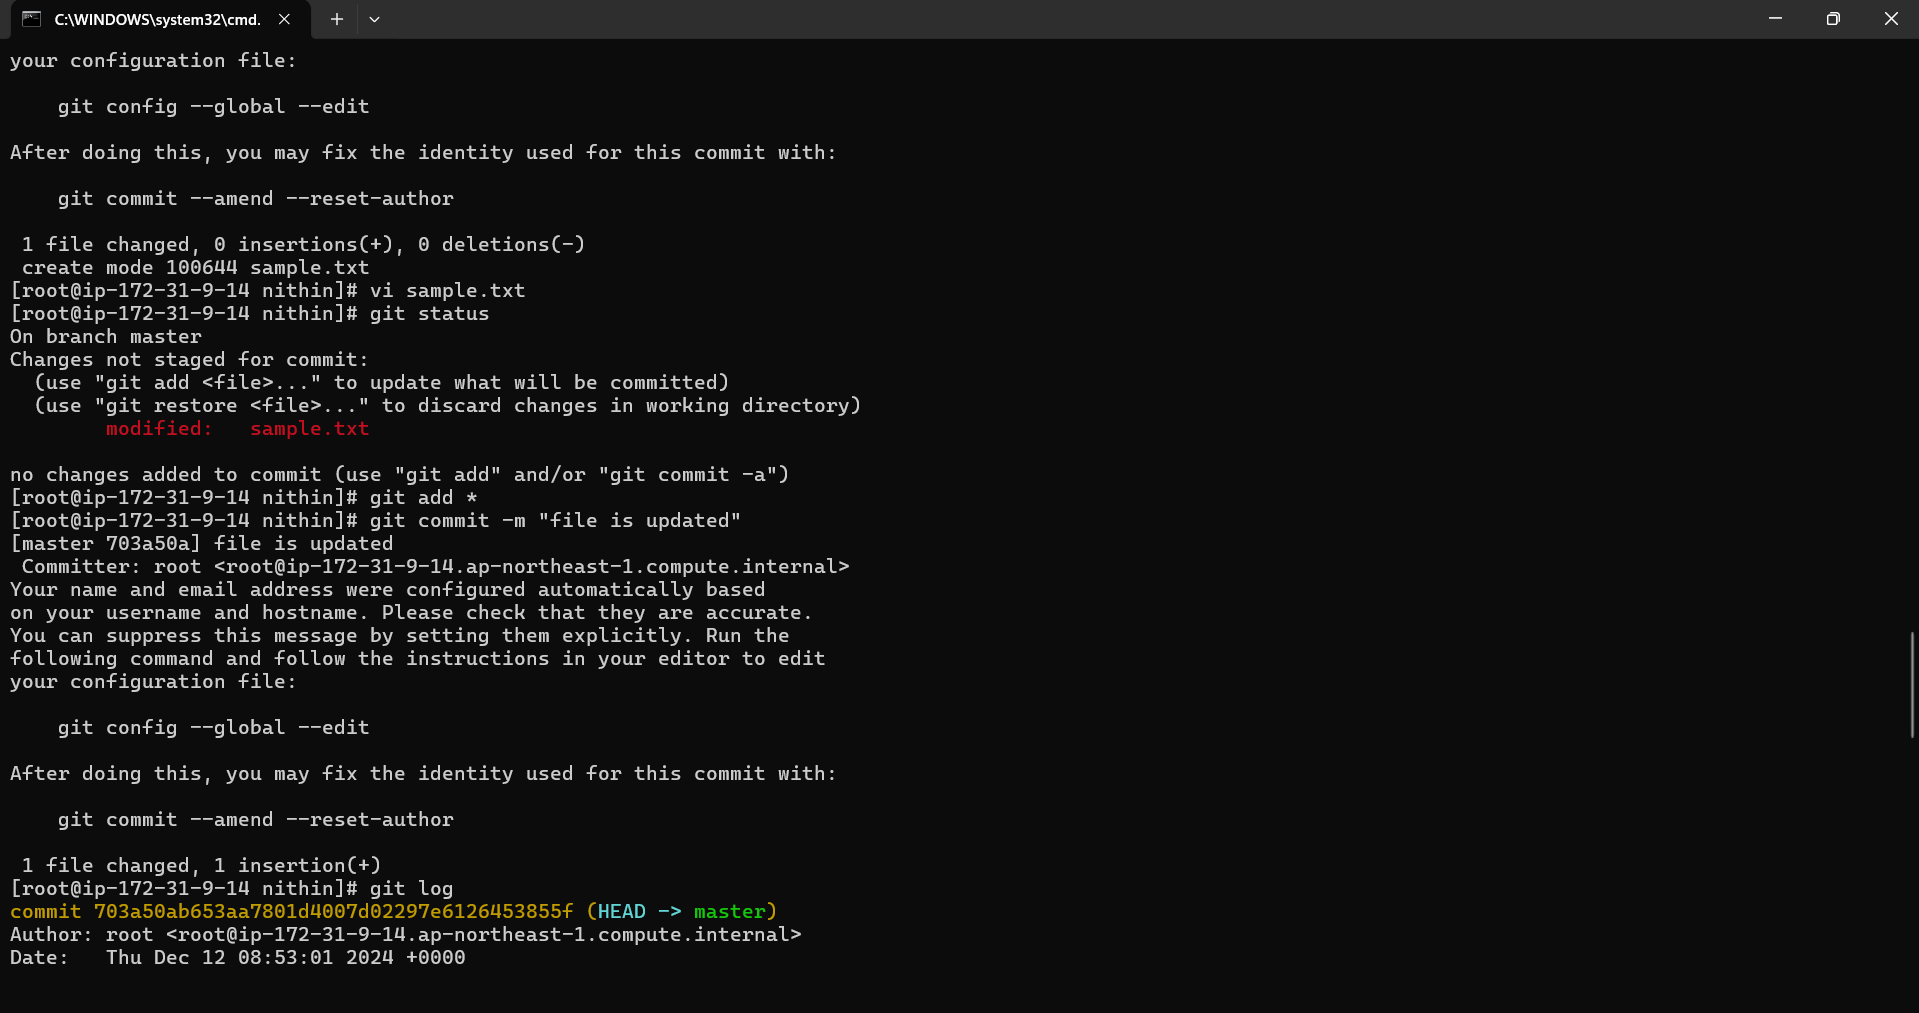 C:\WINDOWS\system32\cmd.
your configuration file:
    git config --global --edit
After doing this, you may fix the identity used for this commit with:
    git commit --amend --reset-author
 1 file changed, 0 insertions(+), 0 deletions(-)
 create mode 100644 sample.txt
[root@ip-172-31-9-14 nithin]# vi sample.txt
[root@ip-172-31-9-14 nithin]# git status
On branch master
Changes not staged for commit:
  (use "git add <file>..." to update what will be committed)
  (use "git restore <file>..." to discard changes in working directory)
        modified:   sample.txt
no changes added to commit (use "git add" and/or "git commit -a")
[root@ip-172-31-9-14 nithin]# git add *
[root@ip-172-31-9-14 nithin]# git commit -m "file is updated"
[master 703a50a] file is updated
 Committer: root <root@ip-172-31-9-14.ap-northeast-1.compute.internal>
Your name and email address were configured automatically based
on your username and hostname. Please check that they are accurate.
You can suppress this message by setting them explicitly. Run the
following command and follow the instructions in your editor to edit
your configuration file:
    git config --global --edit
After doing this, you may fix the identity used for this commit with:
    git commit --amend --reset-author
 1 file changed, 1 insertion(+)
[root@ip-172-31-9-14 nithin]# git log
commit 703a50ab653aa7801d4007d02297e6126453855f (HEAD -> master)
Author: root <root@ip-172-31-9-14.ap-northeast-1.compute.internal>
Date:   Thu Dec 12 08:53:01 2024 +0000